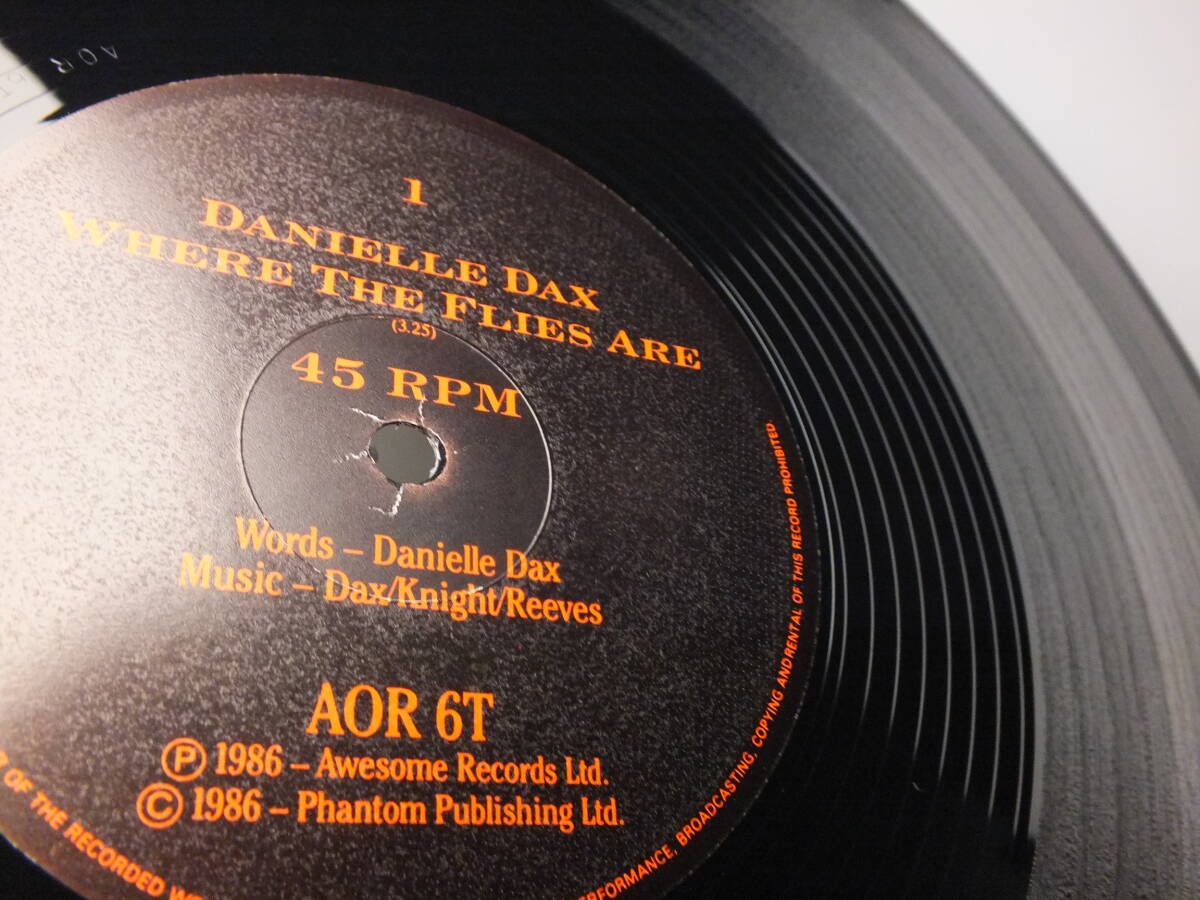 AOR
1
DANIELLE DAX
WHERE THE FLIES ARE
(3.25)
45 RPM
Words – Danielle Dax
Music – Dax/Knight/Reeves
AOR 6T
Ⓟ 1986 – Awesome Records Ltd.
© 1986 – Phantom Publishing Ltd.
OF THE RECORDED
PERFORMANCE, BROADCASTING, COPYING AND RENTAL OF THIS RECORD PROHIBITED